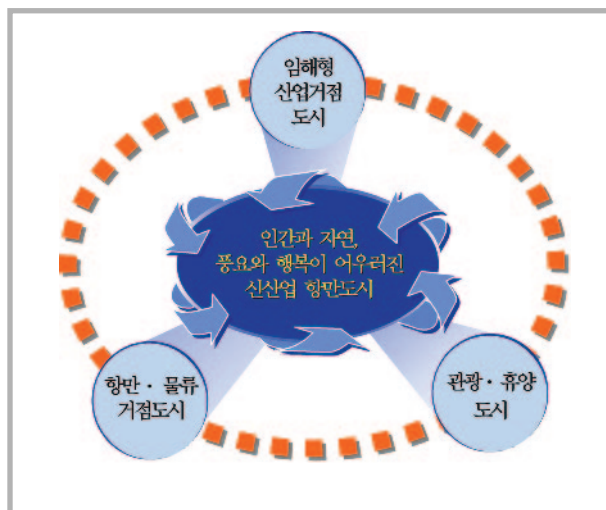 임해형
산업거점
도시
인간과 자연,
풍요와 행복이 어우러진
신산업 항만도시
항만 · 물류
거점도시
관광 · 휴양
도시